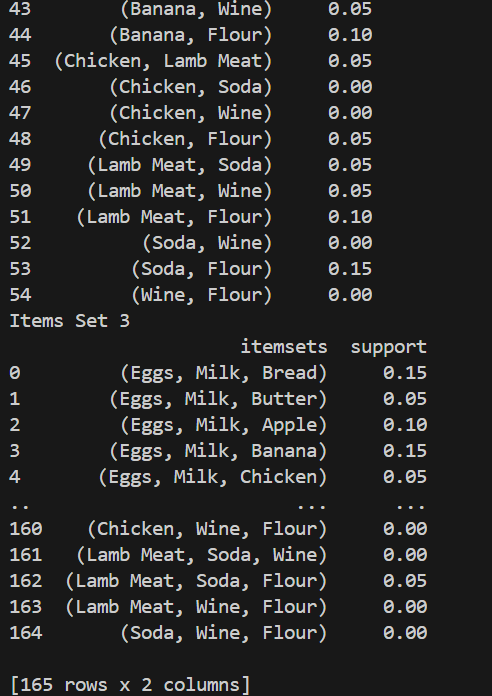 43        (Banana, Wine)     0.05
44       (Banana, Flour)     0.10
45  (Chicken, Lamb Meat)     0.05
46       (Chicken, Soda)     0.00
47       (Chicken, Wine)     0.00
48      (Chicken, Flour)     0.05
49     (Lamb Meat, Soda)     0.05
50     (Lamb Meat, Wine)     0.05
51    (Lamb Meat, Flour)     0.10
52          (Soda, Wine)     0.00
53         (Soda, Flour)     0.15
54         (Wine, Flour)     0.00
Items Set 3
                     itemsets  support
0         (Eggs, Milk, Bread)     0.15
1        (Eggs, Milk, Butter)     0.05
2         (Eggs, Milk, Apple)     0.10
3        (Eggs, Milk, Banana)     0.15
4       (Eggs, Milk, Chicken)     0.05
..                        ...      ...
160    (Chicken, Wine, Flour)     0.00
161   (Lamb Meat, Soda, Wine)     0.00
162  (Lamb Meat, Soda, Flour)     0.05
163  (Lamb Meat, Wine, Flour)     0.00
164       (Soda, Wine, Flour)     0.00

[165 rows x 2 columns]